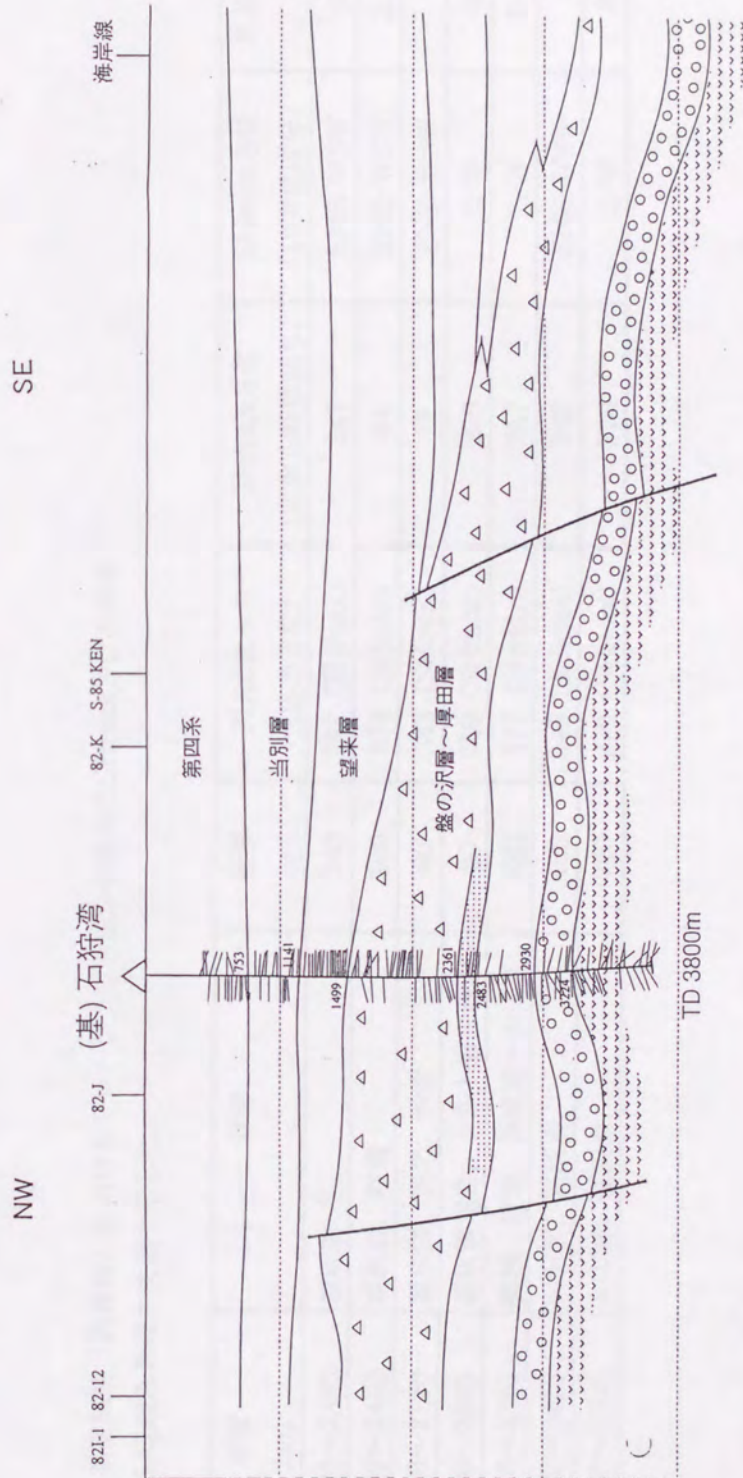 NW
SE
(基) 石狩湾
821-1
82-12
82-J
82-K
S-85 KEN
海岸線
第四系
当別層
望来層
盤の沢層~厚田層
753
1141
1499
2361
2483
2930
3224
TD 3800m